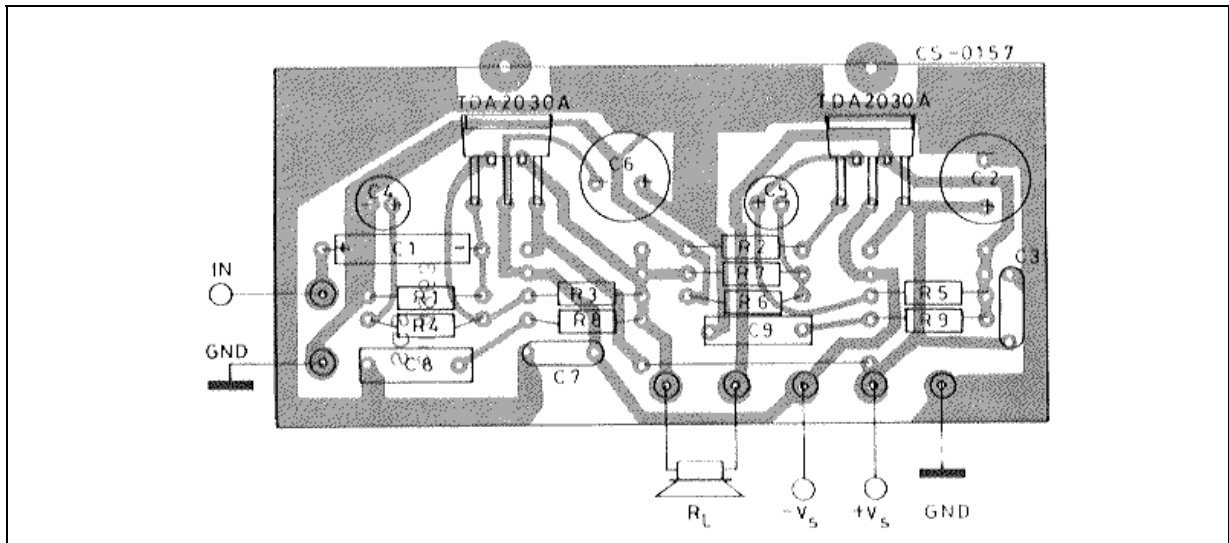 CS-0157
TDA2030A
TDA2030A
C6
C4
C5
C2
C1
R2
R7
C3
IN
R1
R3
R6
R5
R4
R8
C9
R9
GND
C8
C7
RL
-Vs
+Vs
GND